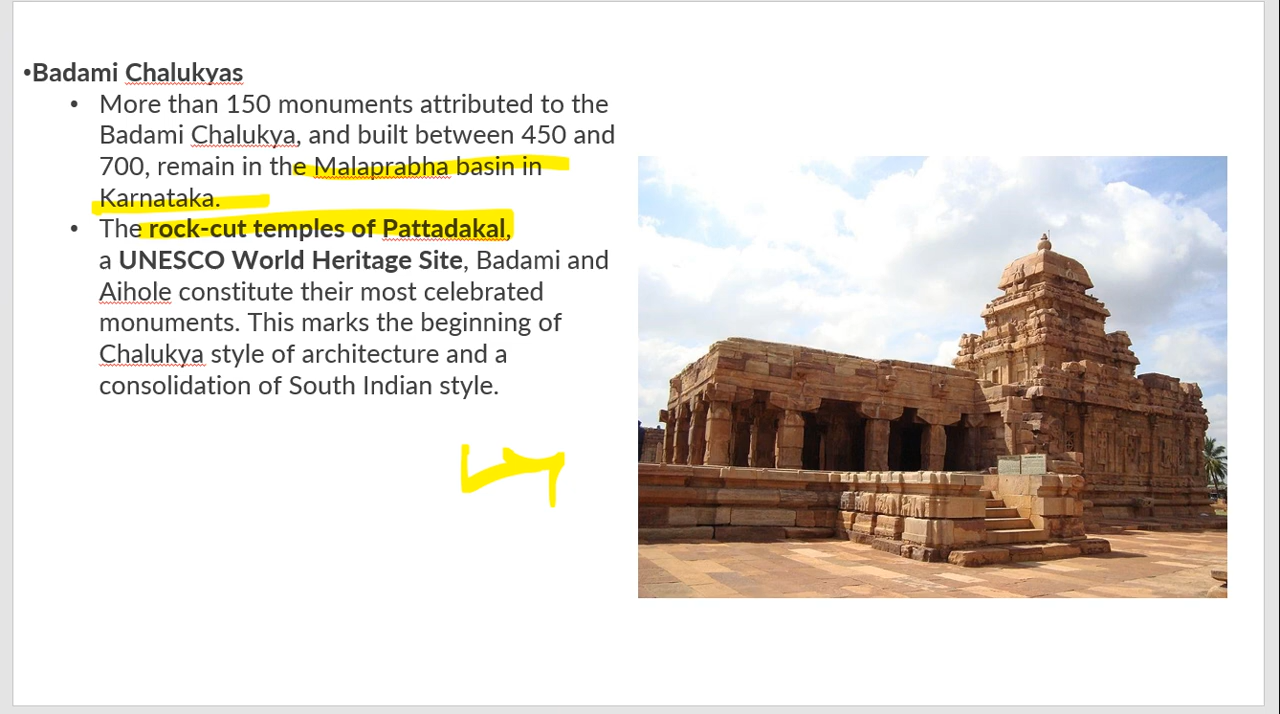 •Badami Chalukyas
• More than 150 monuments attributed to the
Badami Chalukya, and built between 450 and
700, remain in the Malaprabha basin in
Karnataka.
• The rock-cut temples of Pattadakal,
a UNESCO World Heritage Site, Badami and
Aihole constitute their most celebrated
monuments. This marks the beginning of
Chalukya style of architecture and a
consolidation of South Indian style.